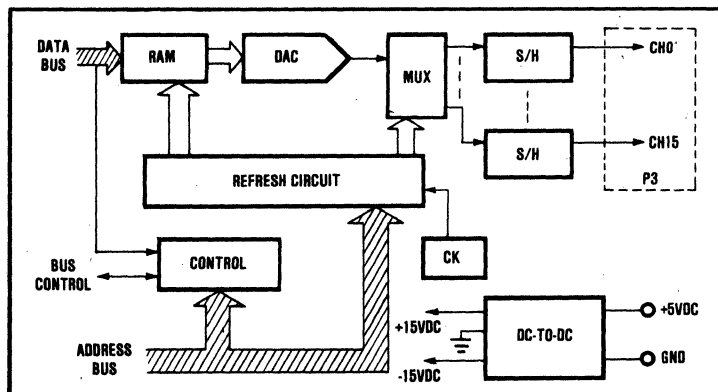 DATA
BUS
RAM
DAC
MUX
S/H
CH0
S/H
CH15
P3
REFRESH CIRCUIT
CK
BUS
CONTROL
CONTROL
ADDRESS
BUS
+15VDC
-15VDC
DC-TO-DC
+5VDC
GND